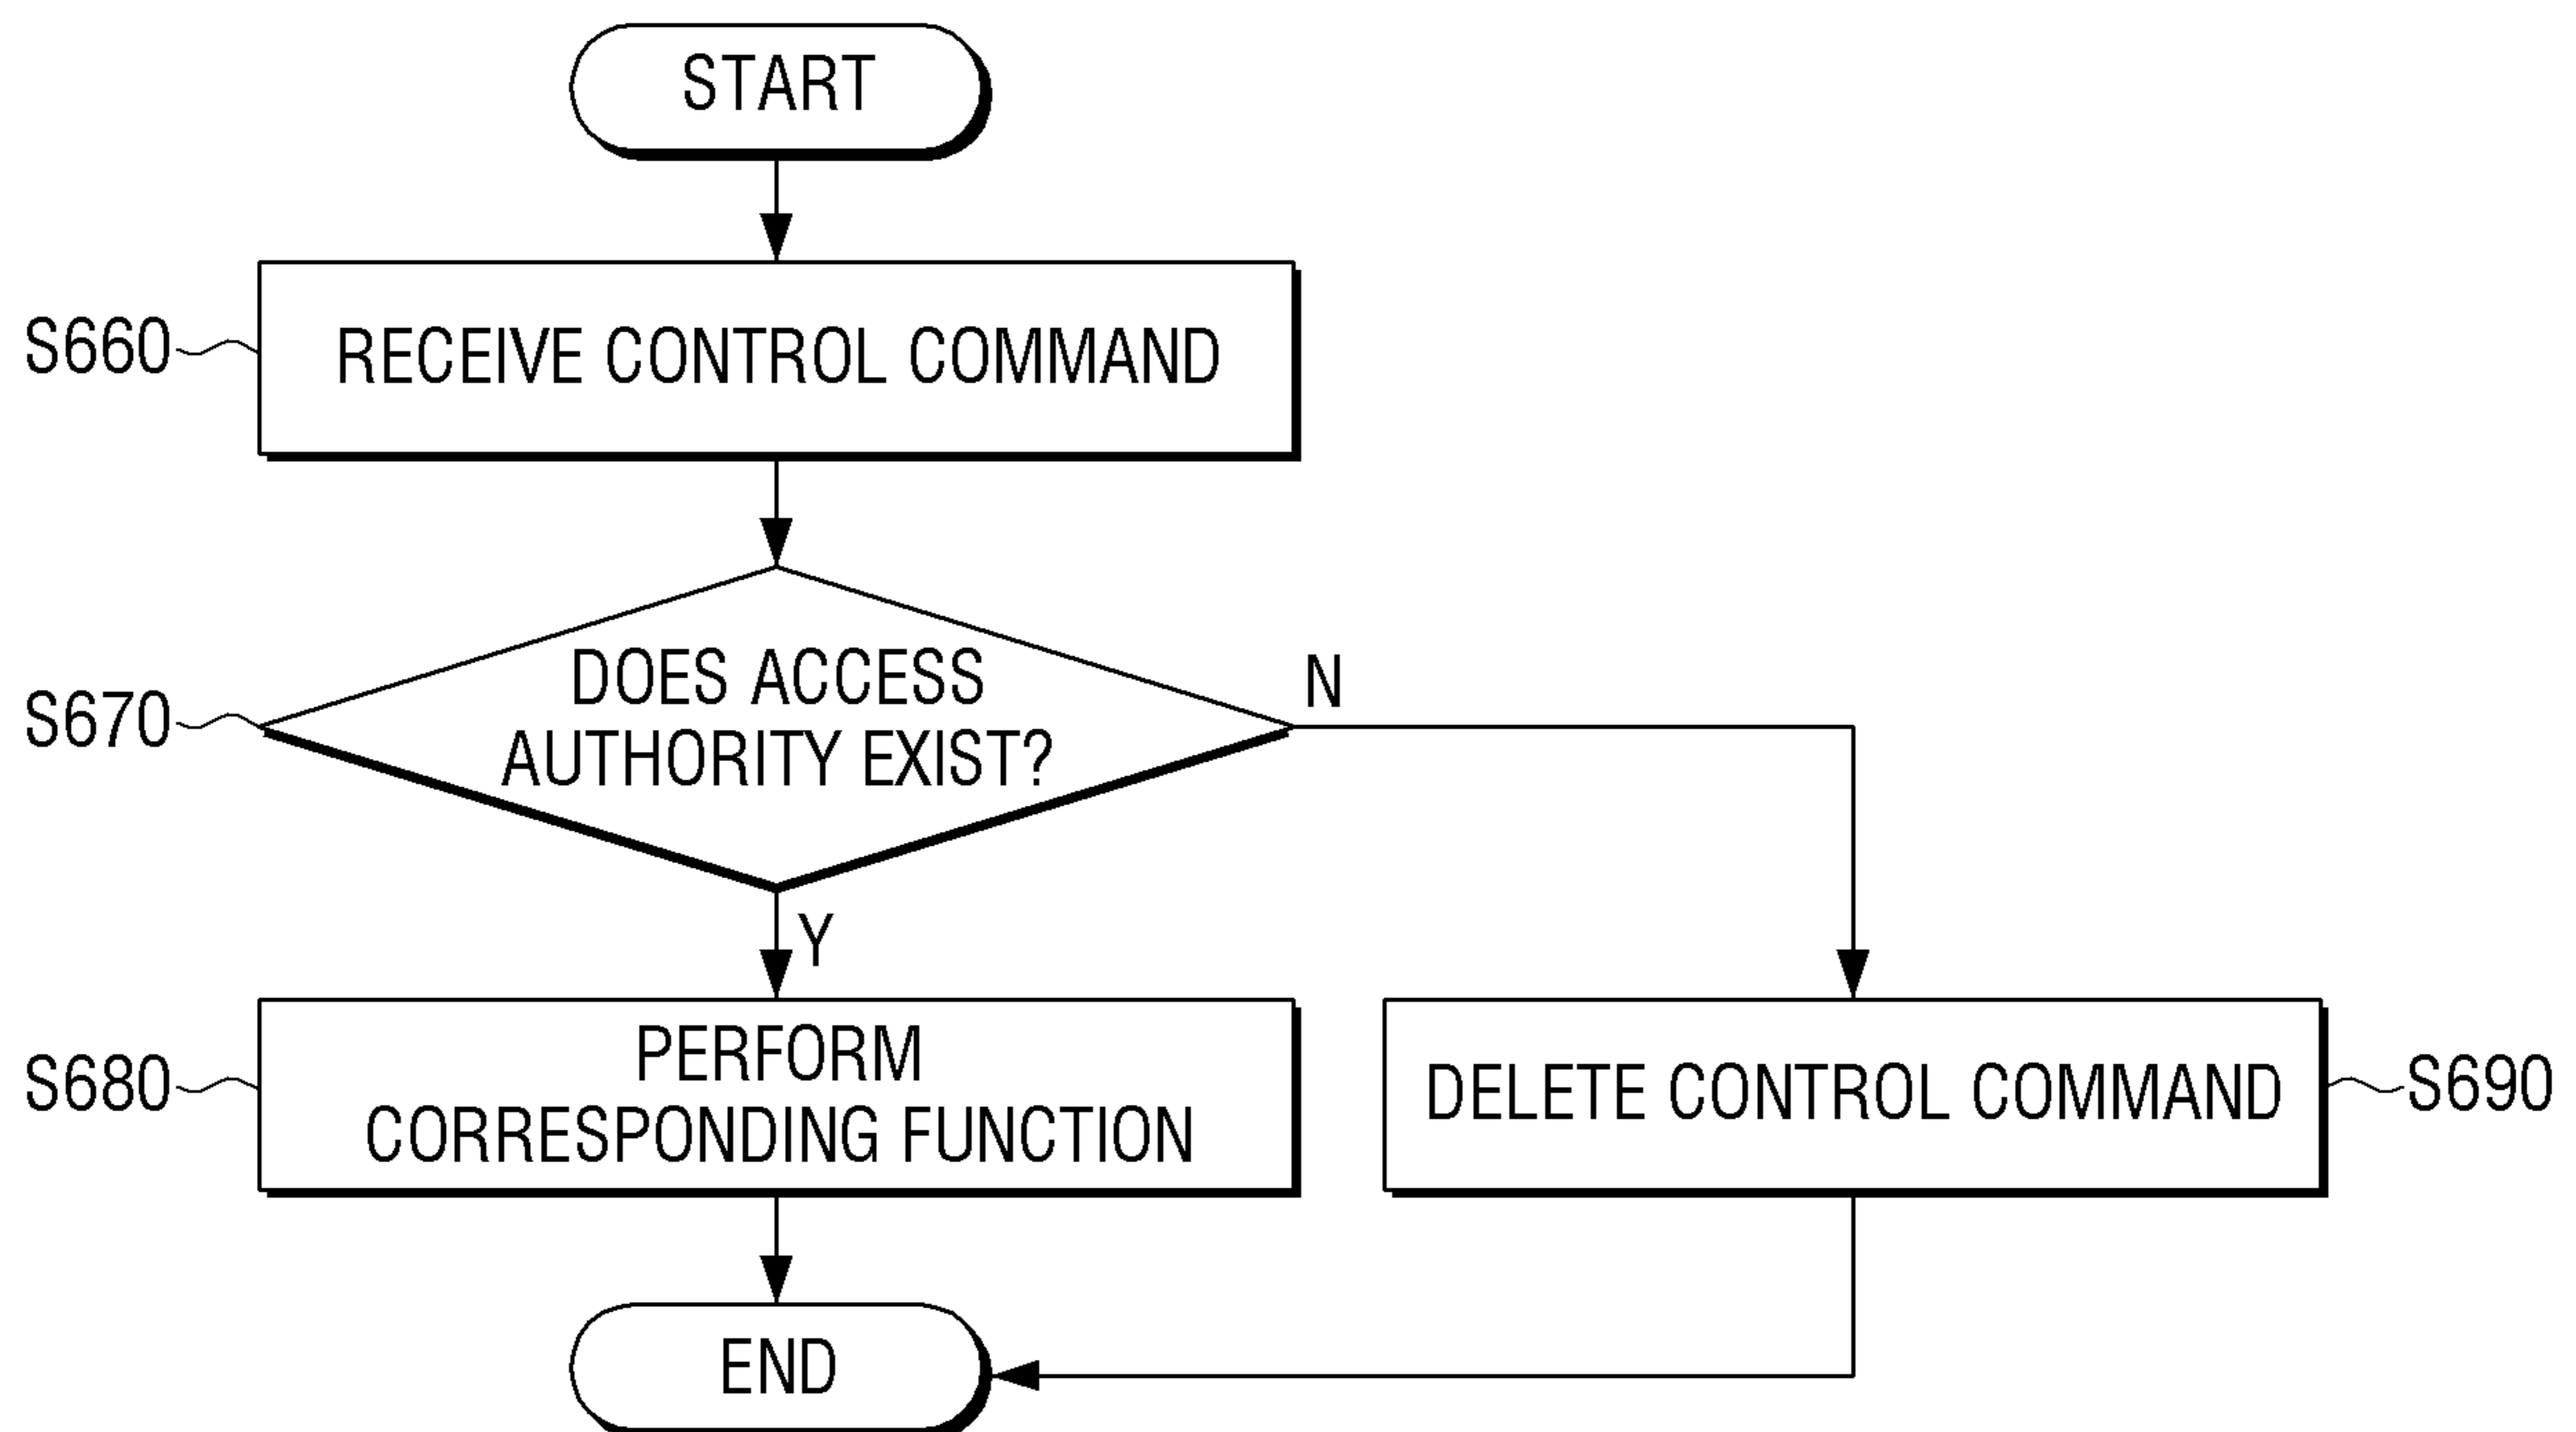 START
S660
RECEIVE CONTROL COMMAND
S670
DOES ACCESS
AUTHORITY EXIST?
N
Y
S680
PERFORM
CORRESPONDING FUNCTION
DELETE CONTROL COMMAND
S690
END